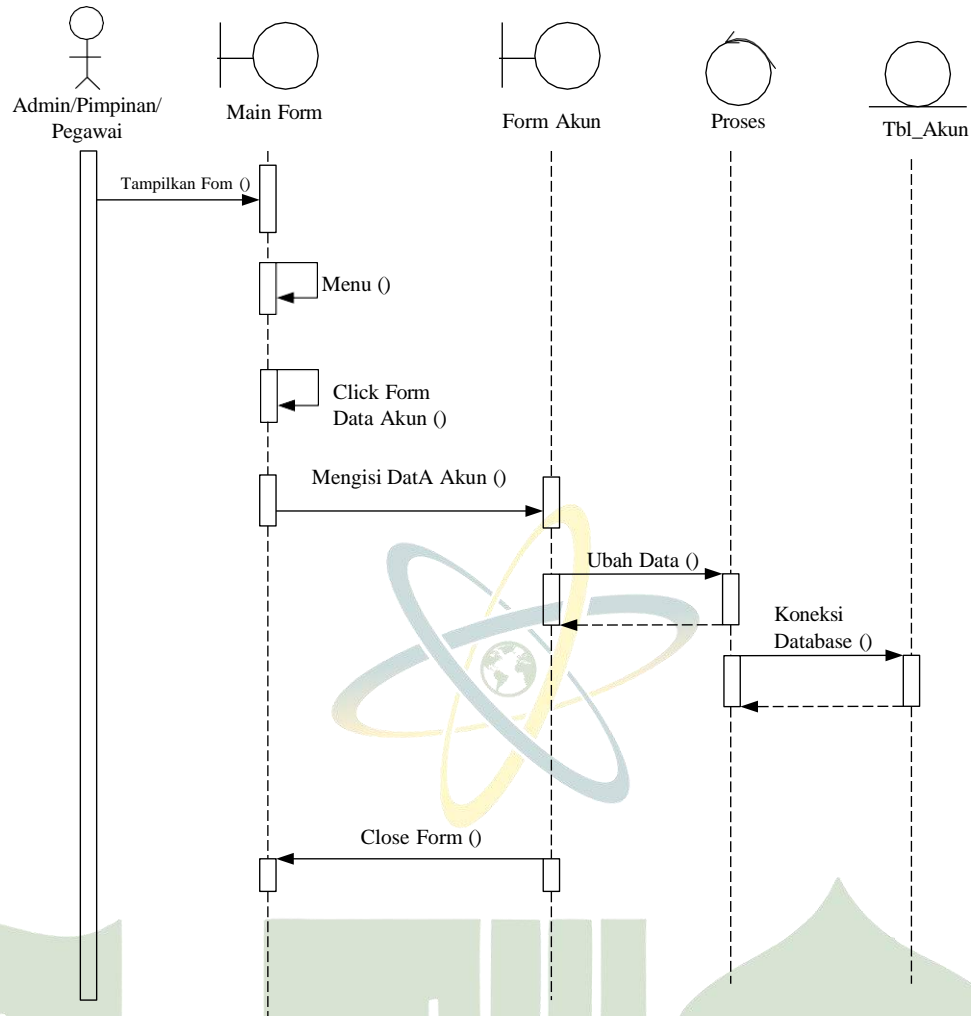 Admin/Pimpinan/
Pegawai
Main Form
Form Akun
Proses
Tbl_Akun
Tampilkan Fom ()
Menu ()
Click Form
Data Akun ()
Mengisi DatA Akun ()
Ubah Data ()
Koneksi
Database ()
Close Form ()